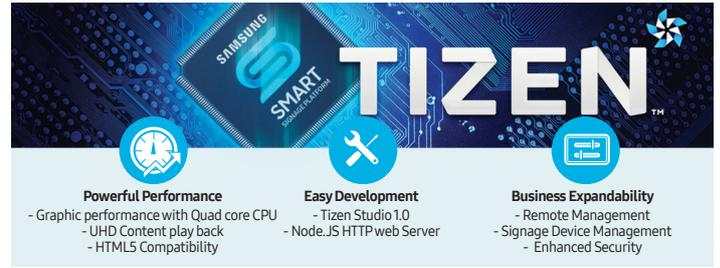 SAMSUNG
SMART
SIGNAGE PLATFORM
TIZEN™
Powerful Performance
- Graphic performance with Quad core CPU
- UHD Content play back
- HTML5 Compatibility
Easy Development
- Tizen Studio 1.0
- Node.JS HTTP web Server
Business Expandability
- Remote Management
- Signage Device Management
- Enhanced Security